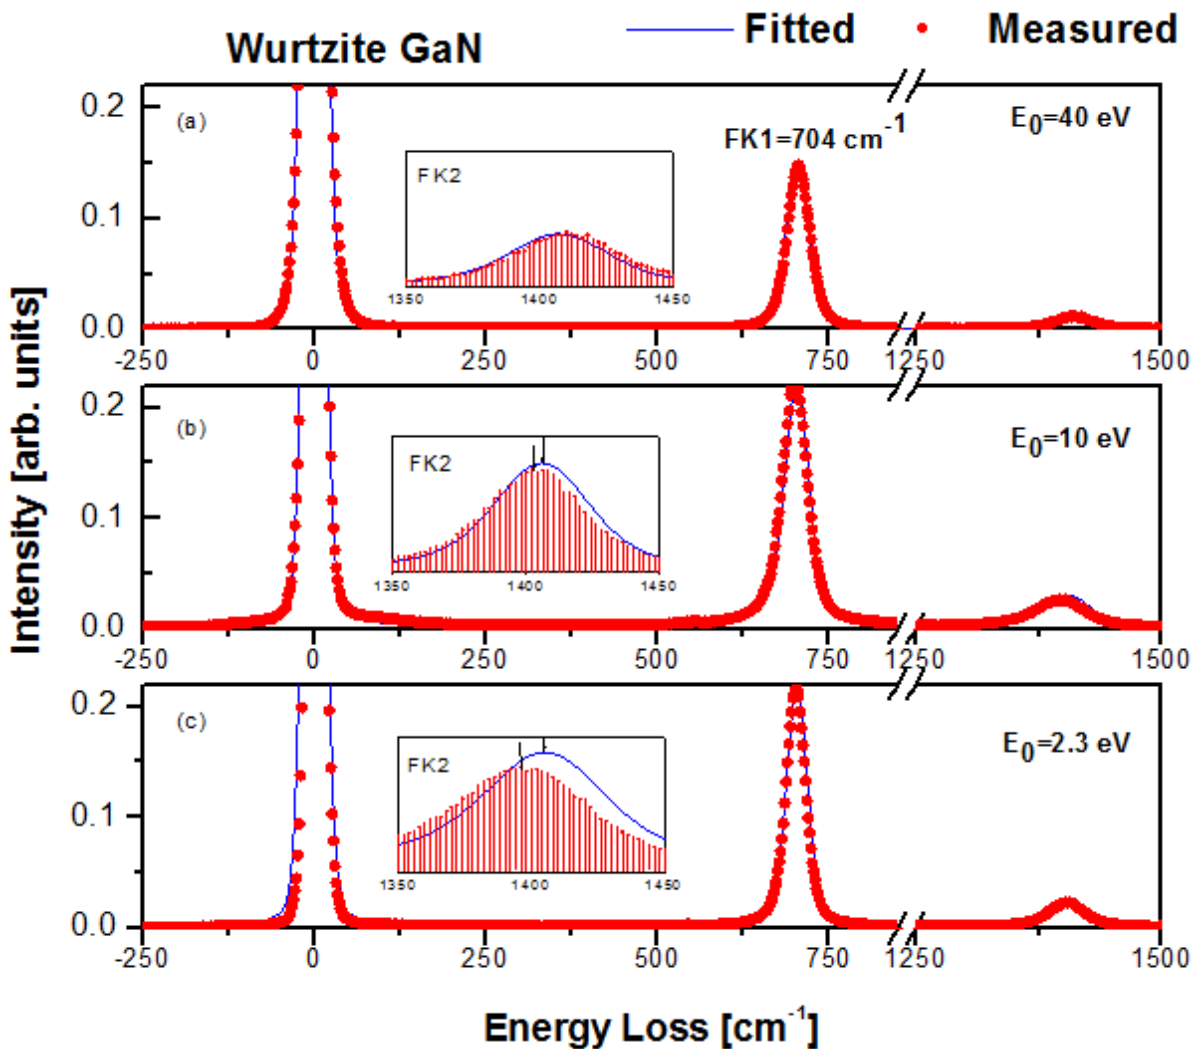 Wurtzite GaN
Fitted
Measured
Intensity [arb. units]
(a)
E0=40 eV
FK1=704 cm-1
0.2
0.1
0.0
FK2
1350 1400 1450
-250 0 250 500 750 1250 1500
(b)
E0=10 eV
0.2
0.1
0.0
FK2
1350 1400 1450
-250 0 250 500 750 1250 1500
(c)
E0=2.3 eV
0.2
0.1
0.0
FK2
1350 1400 1450
-250 0 250 500 750 1250 1500
Energy Loss [cm-1]